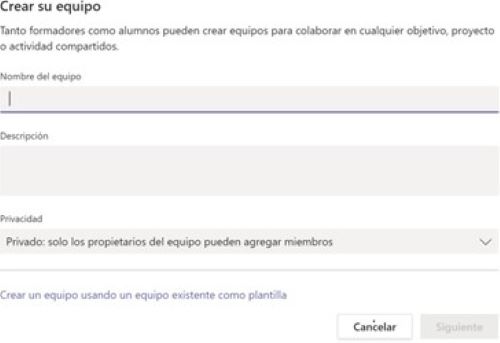 Crear su equipo
Tanto formadores como alumnos pueden crear equipos para colaborar en cualquier objetivo, proyecto
o actividad compartidos.
Nombre del equipo
Descripción
Privacidad
Privado: solo los propietarios del equipo pueden agregar miembros
Crear un equipo usando un equipo existente como plantilla
Cancelar
Siguiente